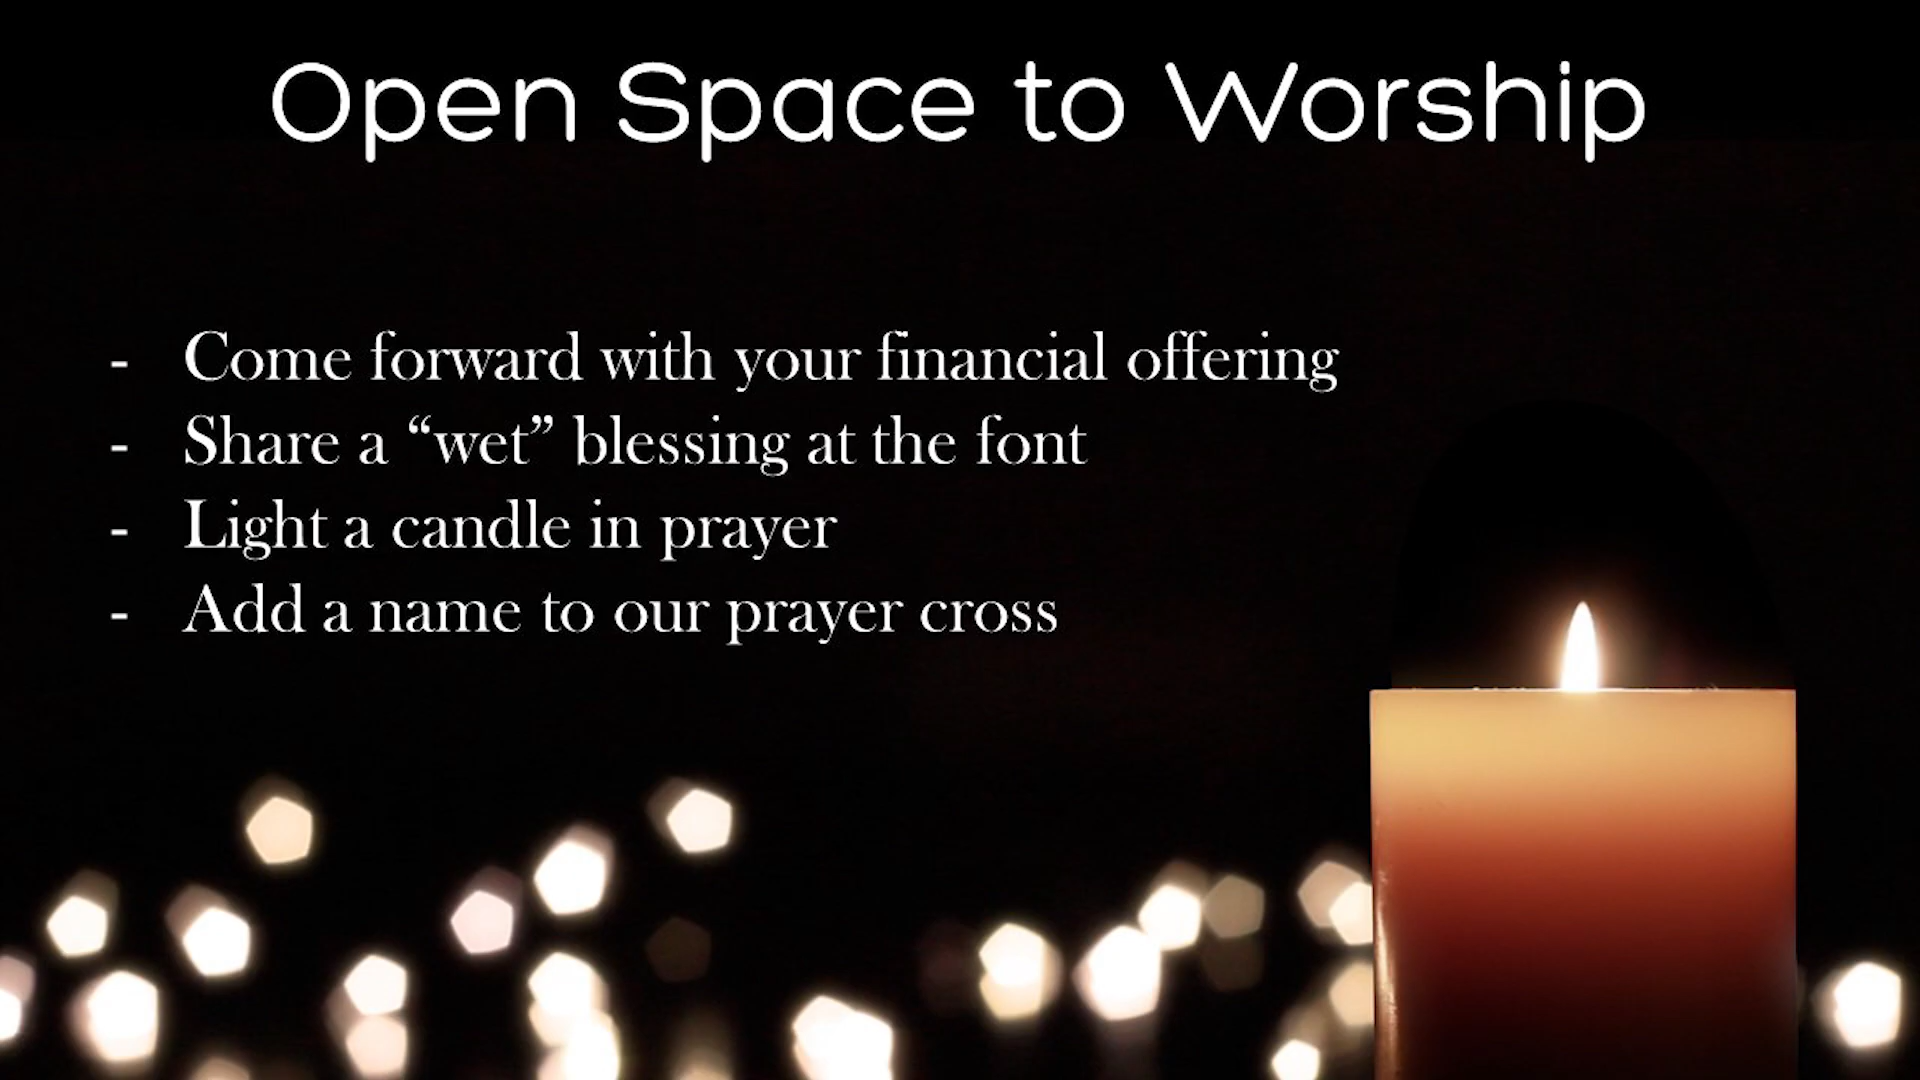 Open Space to Worship
- Come forward with your financial offering
- Share a “wet” blessing at the font
- Light a candle in prayer
- Add a name to our prayer cross